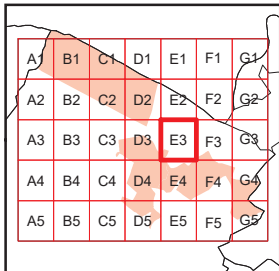 A1 B1 C1 D1 E1 F1 G1
A2 B2 C2 D2 E2 F2 G2
A3 B3 C3 D3 E3 F3 G3
A4 B4 C4 D4 E4 F4 G4
A5 B5 C5 D5 E5 F5 G5